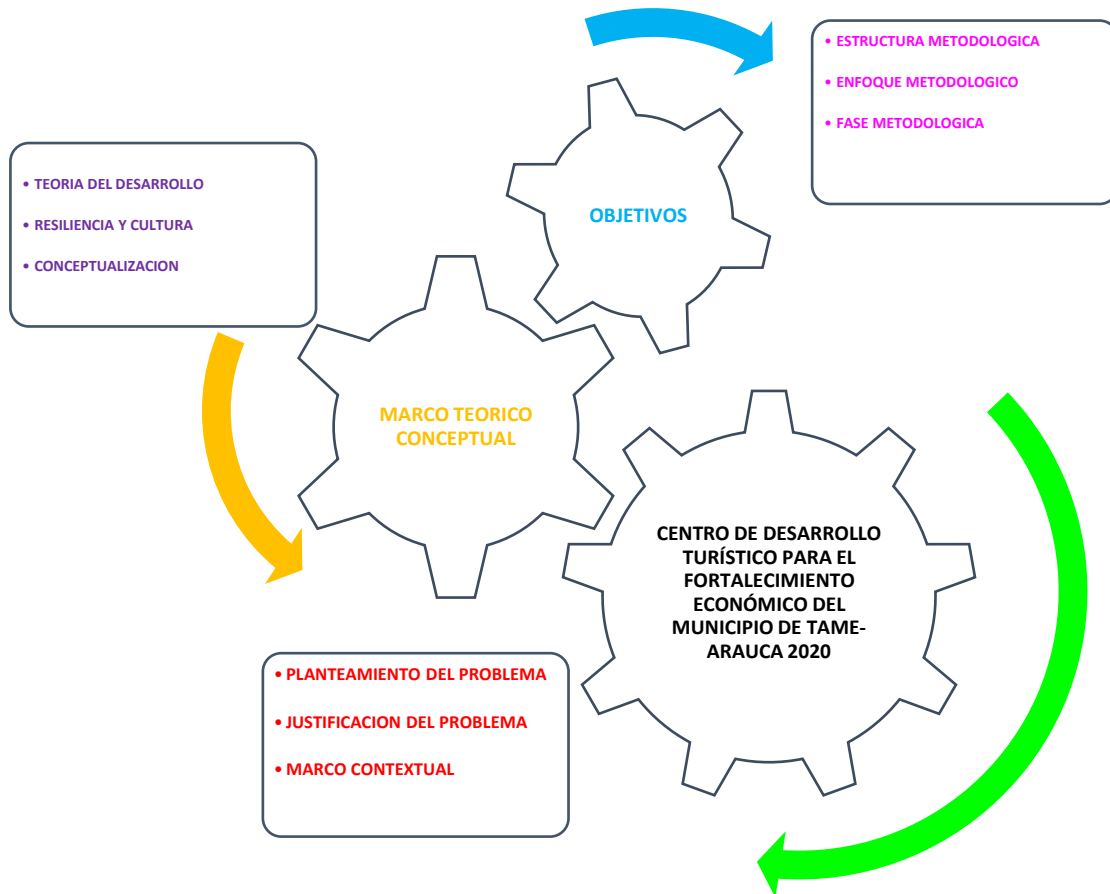 • ESTRUCTURA METODOLOGICA
• ENFOQUE METODOLOGICO
• FASE METODOLOGICA
OBJETIVOS
• TEORIA DEL DESARROLLO
• RESILIENCIA Y CULTURA
• CONCEPTUALIZACION
MARCO TEORICO
CONCEPTUAL
CENTRO DE DESARROLLO
TURÍSTICO PARA EL
FORTALECIMIENTO
ECONÓMICO DEL
MUNICIPIO DE TAME-
ARAUCA 2020
• PLANTEAMIENTO DEL PROBLEMA
• JUSTIFICACION DEL PROBLEMA
• MARCO CONTEXTUAL